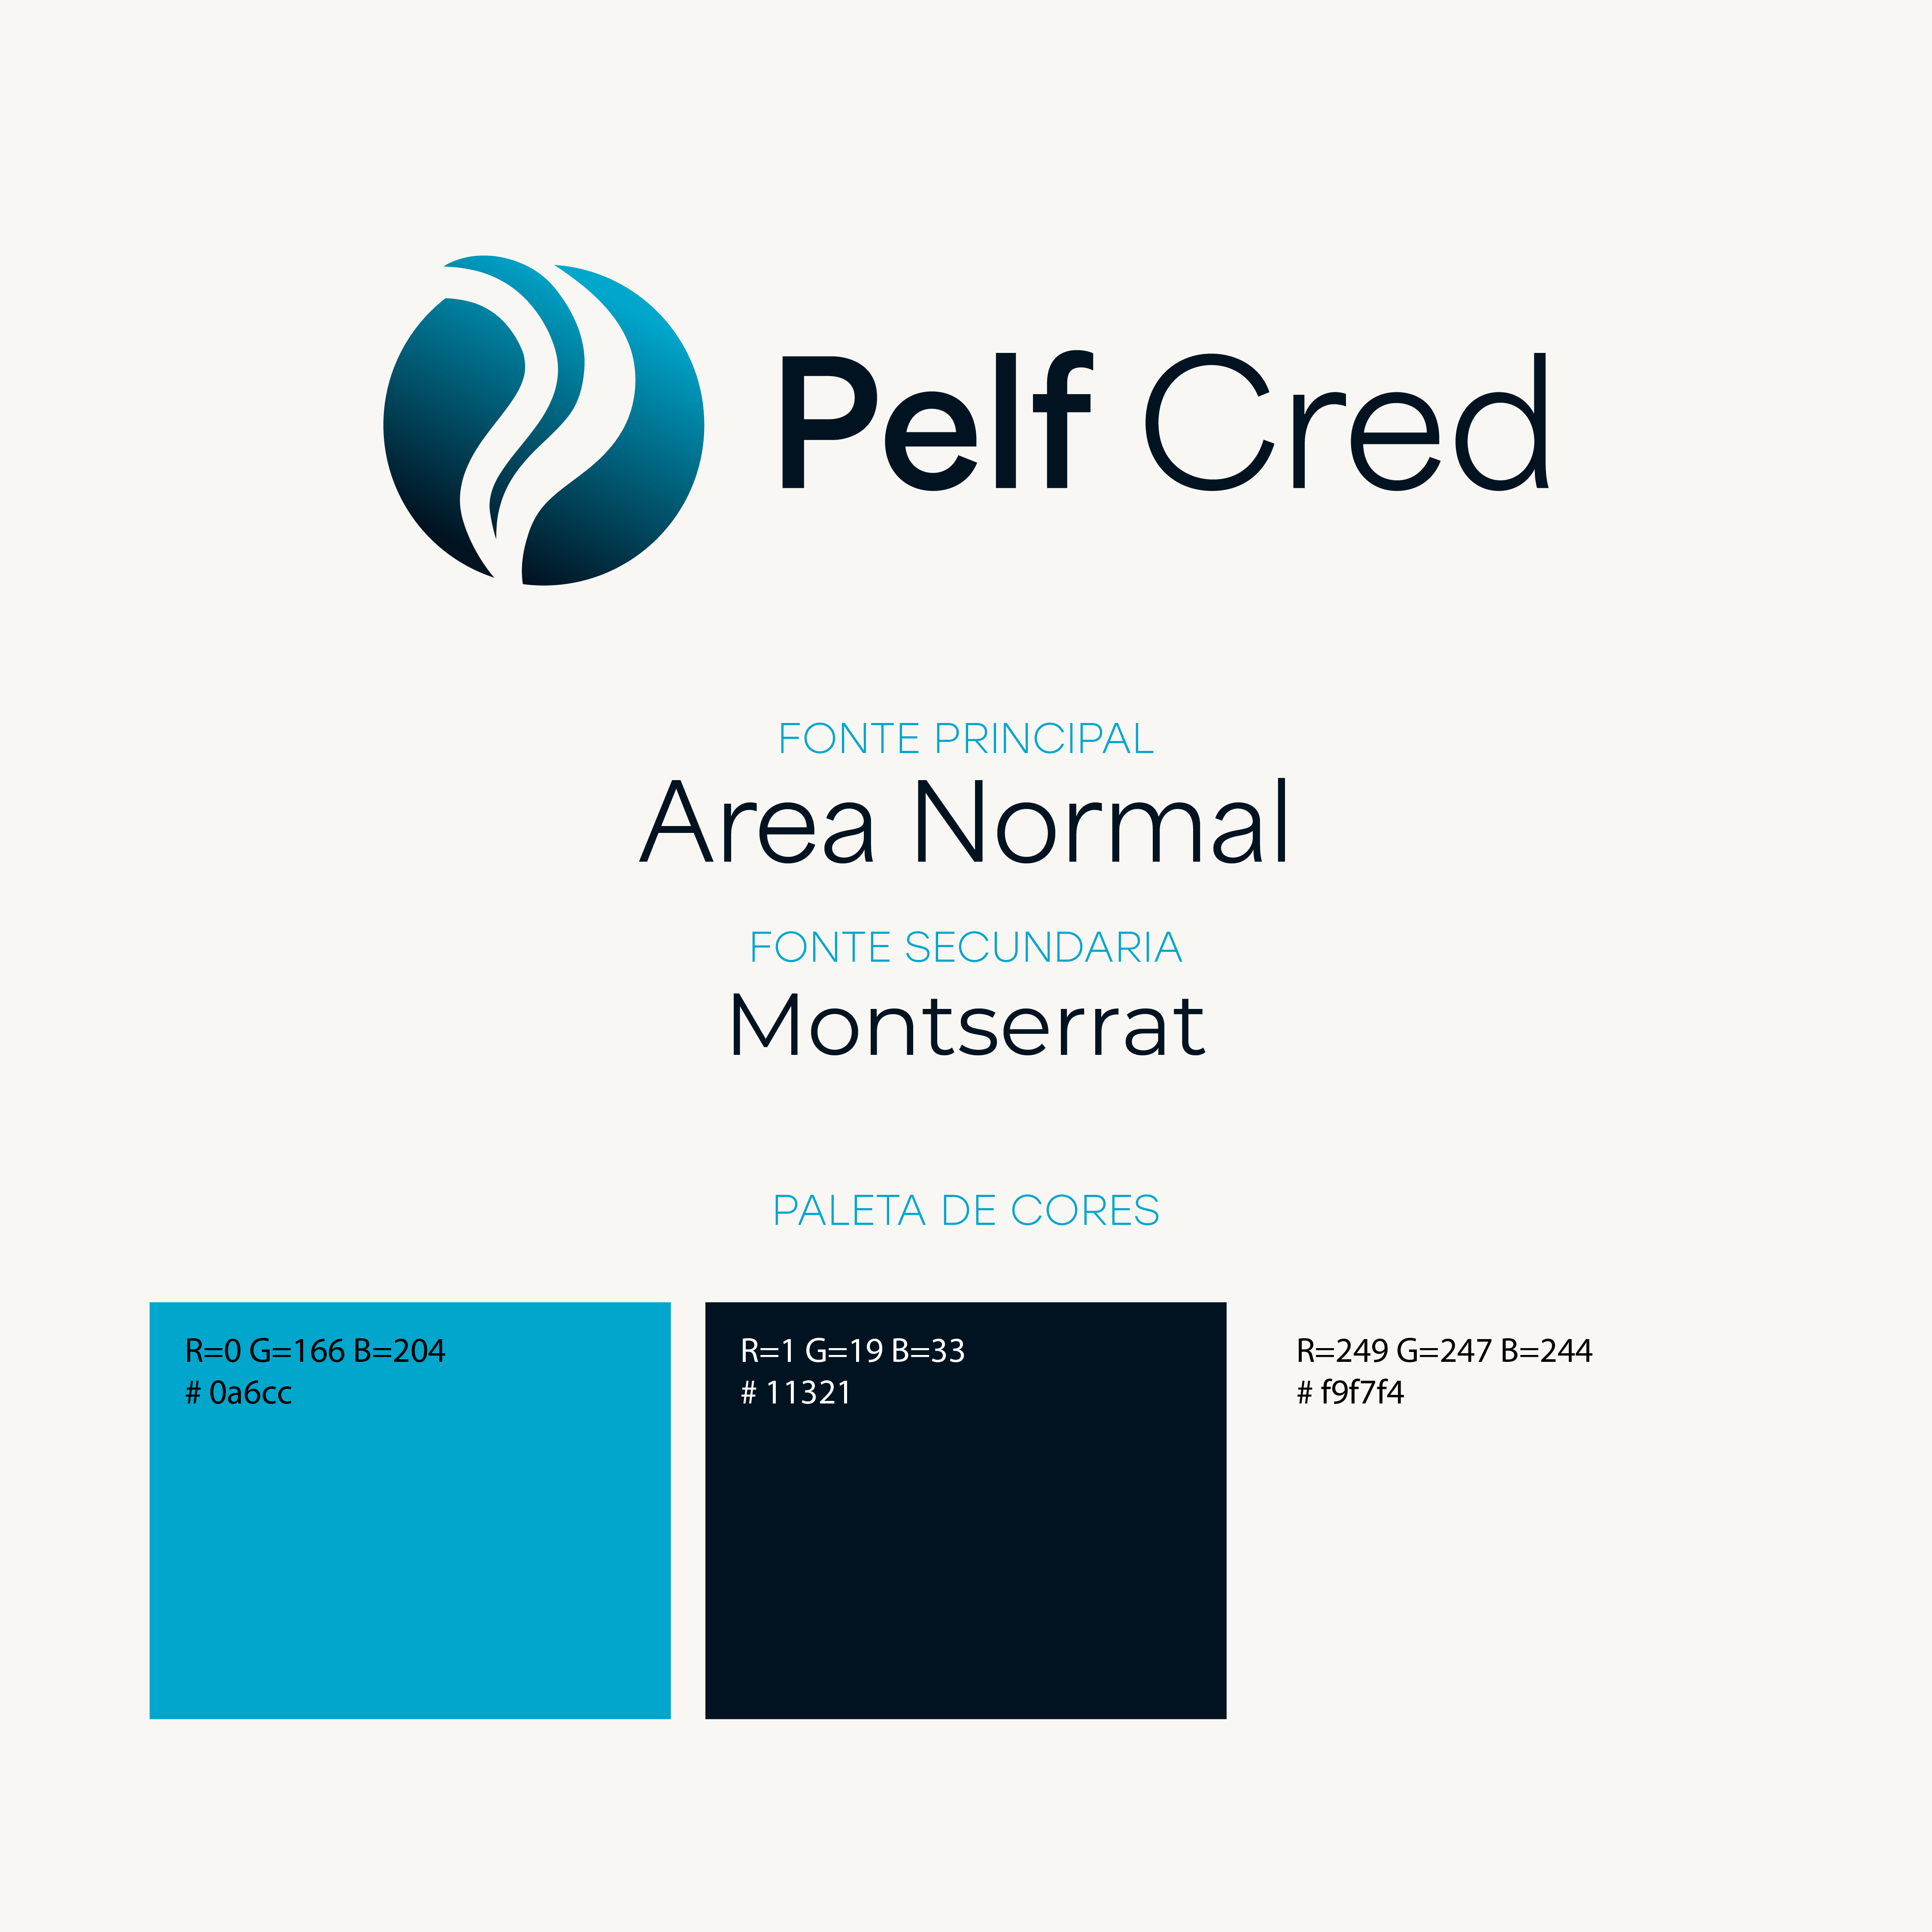 Pelf Cred
FONTE PRINCIPAL
Area Normal
FONTE SECUNDARIA
Montserrat
PALETA DE CORES
R=0 G=166 B=204
# 0a6cc
R=1 G=19 B=33
# 11321
R=249 G=247 B=244
# f9f7f4